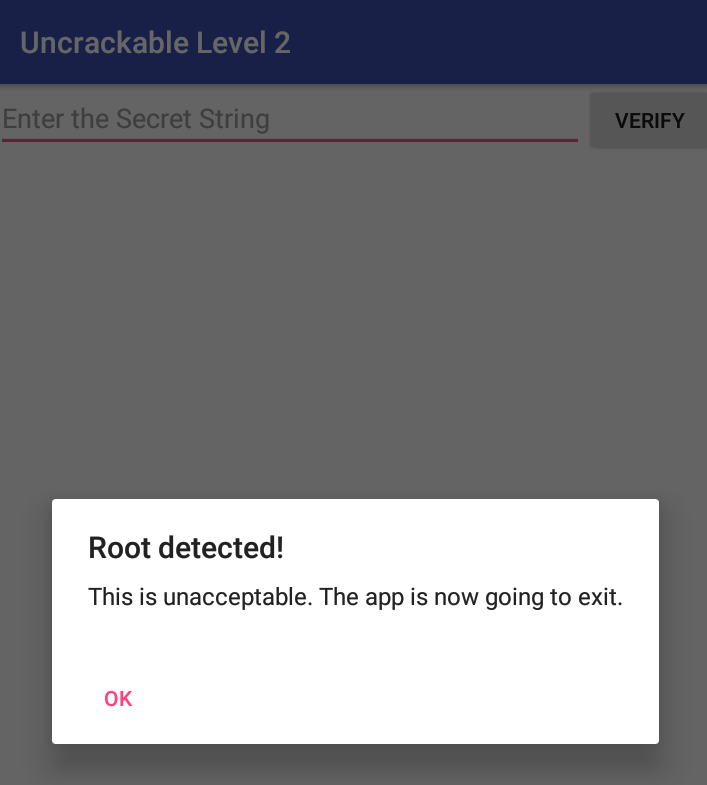 Uncrackable Level 2
Enter the Secret String VERIFY
Root detected!
This is unacceptable. The app is now going to exit.
OK